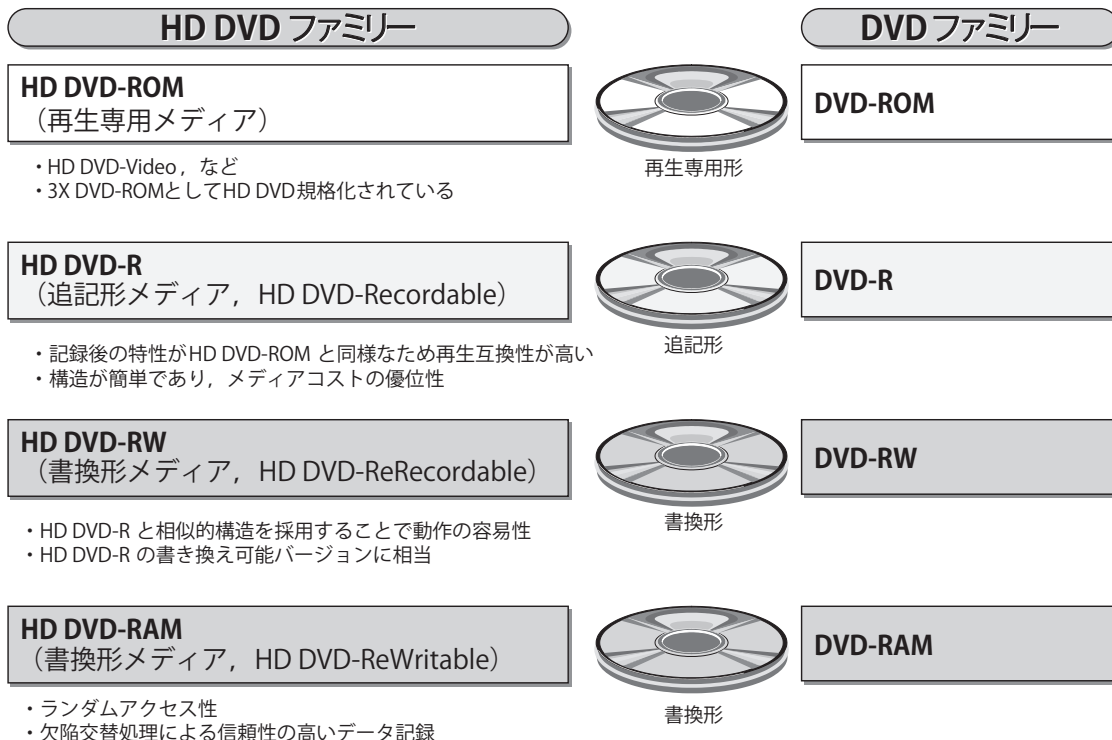 HD DVD ファミリー
DVD ファミリー
HD DVD-ROM
（再生専用メディア）
再生専用形
DVD-ROM
・HD DVD-Video，など
・3X DVD-ROMとしてHD DVD規格化されている
HD DVD-R
（追記形メディア，HD DVD-Recordable）
追記形
DVD-R
・記録後の特性がHD DVD-ROM と同様なため再生互換性が高い
・構造が簡単であり，メディアコストの優位性
HD DVD-RW
（書換形メディア，HD DVD-ReRecordable）
書換形
DVD-RW
・HD DVD-R と相似的構造を採用することで動作の容易性
・HD DVD-R の書き換え可能バージョンに相当
HD DVD-RAM
（書換形メディア，HD DVD-ReWritable）
書換形
DVD-RAM
・ランダムアクセス性
・欠陥交替処理による信頼性の高いデータ記録